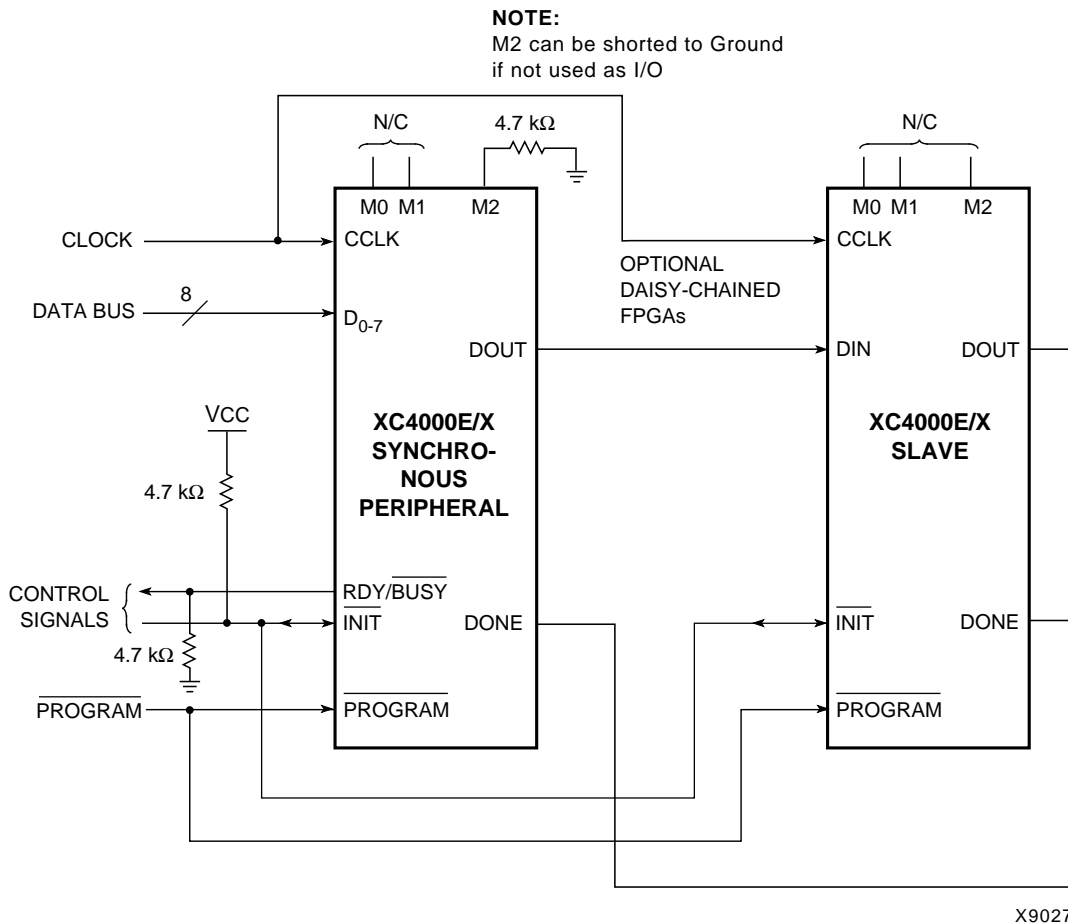 NOTE:
M2 can be shorted to Ground
if not used as I/O
N/C
4.7 kΩ
N/C
M0 M1
M2
M0 M1
M2
CLOCK
CCLK
CCLK
OPTIONAL
DAISY-CHAINED
FPGAs
DATA BUS
8
D0-7
DOUT
DIN
DOUT
VCC
4.7 kΩ
XC4000E/X
SYNCHRO-
NOUS
PERIPHERAL
XC4000E/X
SLAVE
CONTROL
SIGNALS
RDY/BUSY
INIT
DONE
INIT
DONE
4.7 kΩ
PROGRAM
PROGRAM
PROGRAM
X9027